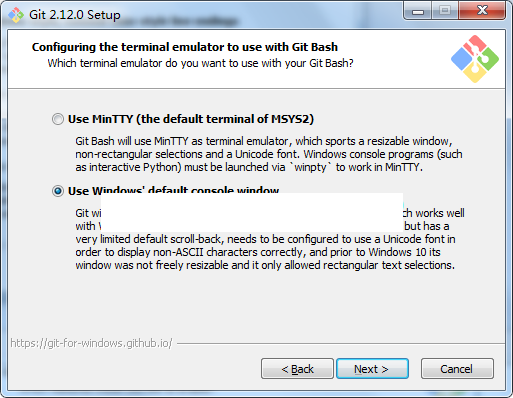 Git 2.12.0 Setup
Configuring the terminal emulator to use with Git Bash
Which terminal emulator do you want to use with your Git Bash?
Use MinTTY (the default terminal of MSYS2)
Git Bash will use MinTTY as terminal emulator, which sports a resizable window,
non-rectangular selections and a Unicode font. Windows console programs (such
as interactive Python) must be launched via `winpty` to work in MinTTY.
Use Windows' default console window
Git works well
with but has a
very limited default scroll-back, needs to be configured to use a Unicode font in
order to display non-ASCII characters correctly, and prior to Windows 10 its
window was not freely resizable and it only allowed rectangular text selections.
https://git-for-windows.github.io/
< Back
Next >
Cancel